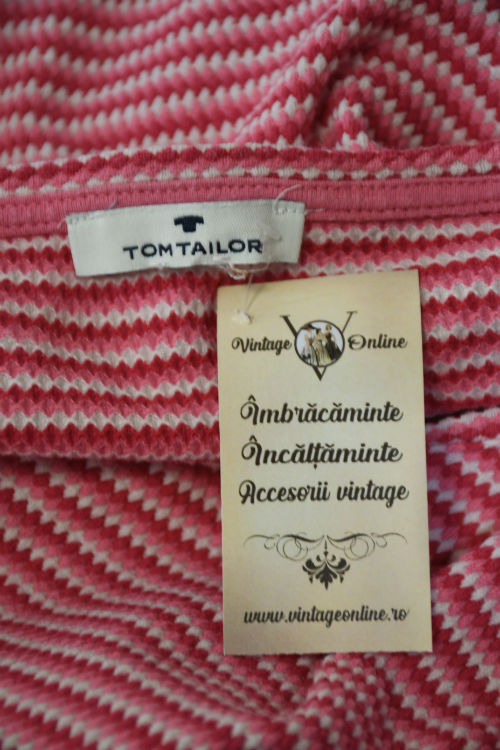 TOM TAILOR
Vintage Online
Îmbrăcăminte
Încălțăminte
Accesorii vintage
www.vintageonline.ro